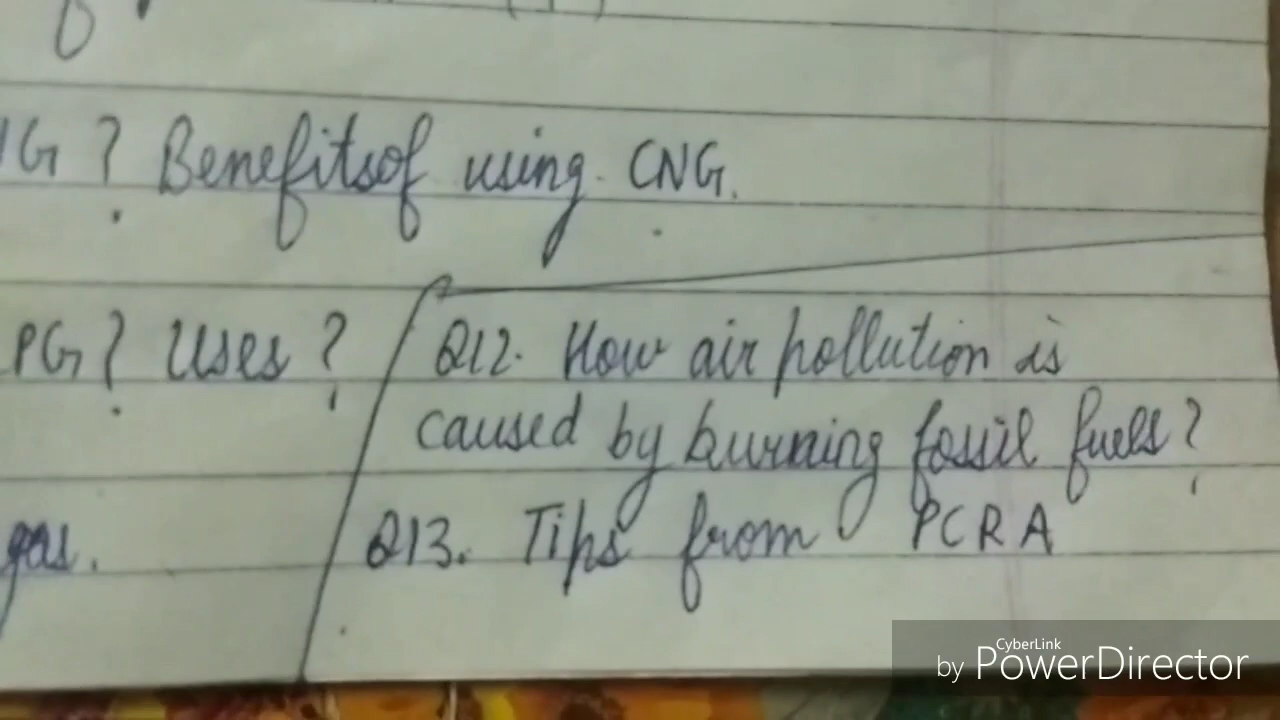 G? Benefitsof using CNG.
PG? Uses?
gas.
Q12. How air pollution is
caused by burning fossil fuels?
Q13. Tips from PCRA
CyberLink
by PowerDirector